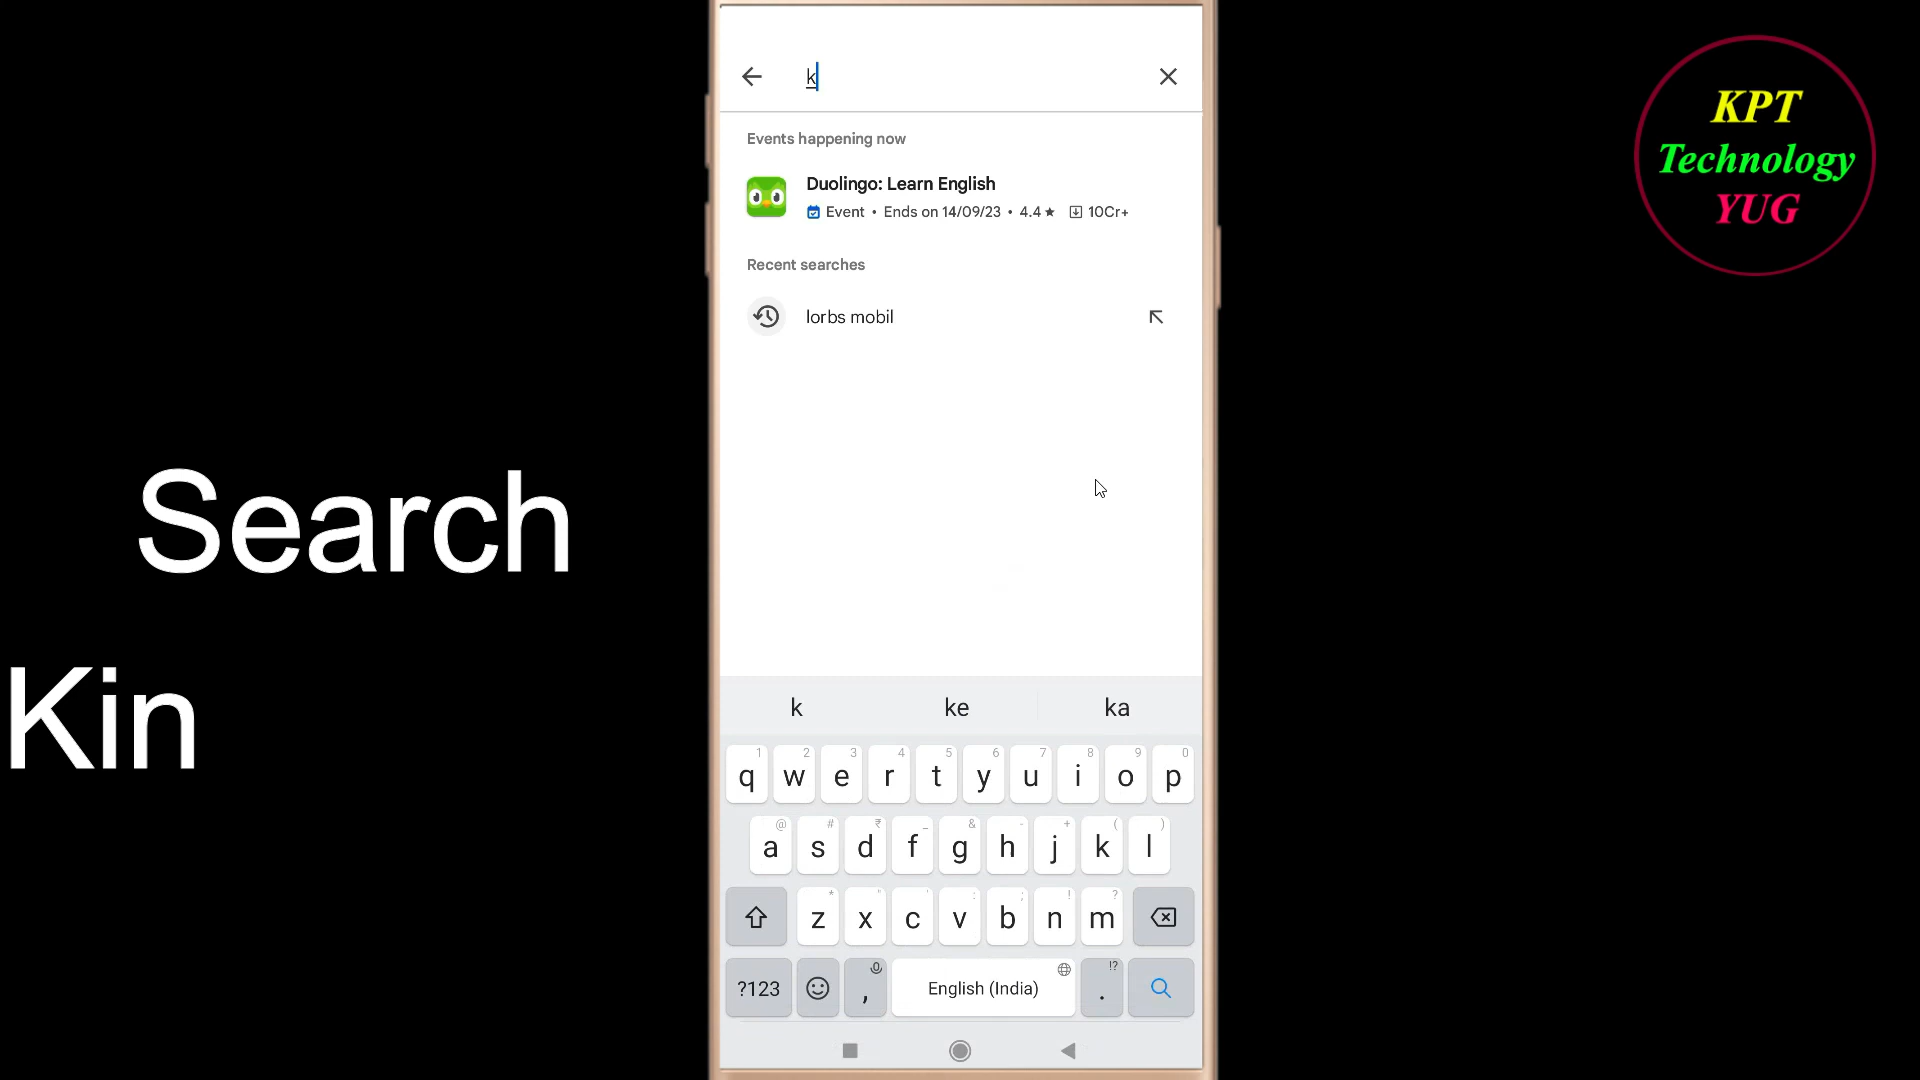 k
Events happening now
Duolingo: Learn English
Event • Ends on 14/09/23 • 4.4★ 10Cr+
Recent searches
lorbs mobil
k ke ka
1 2 3 4 5 6 7 8 9 0
q w e r t y u i o p
@ # ₹ _ & - + ( )
a s d f g h j k l
* " ' : ; ! ?
z x c v b n m
?123 , English (India) !? .
Search
Kin
KPT
Technology
YUG